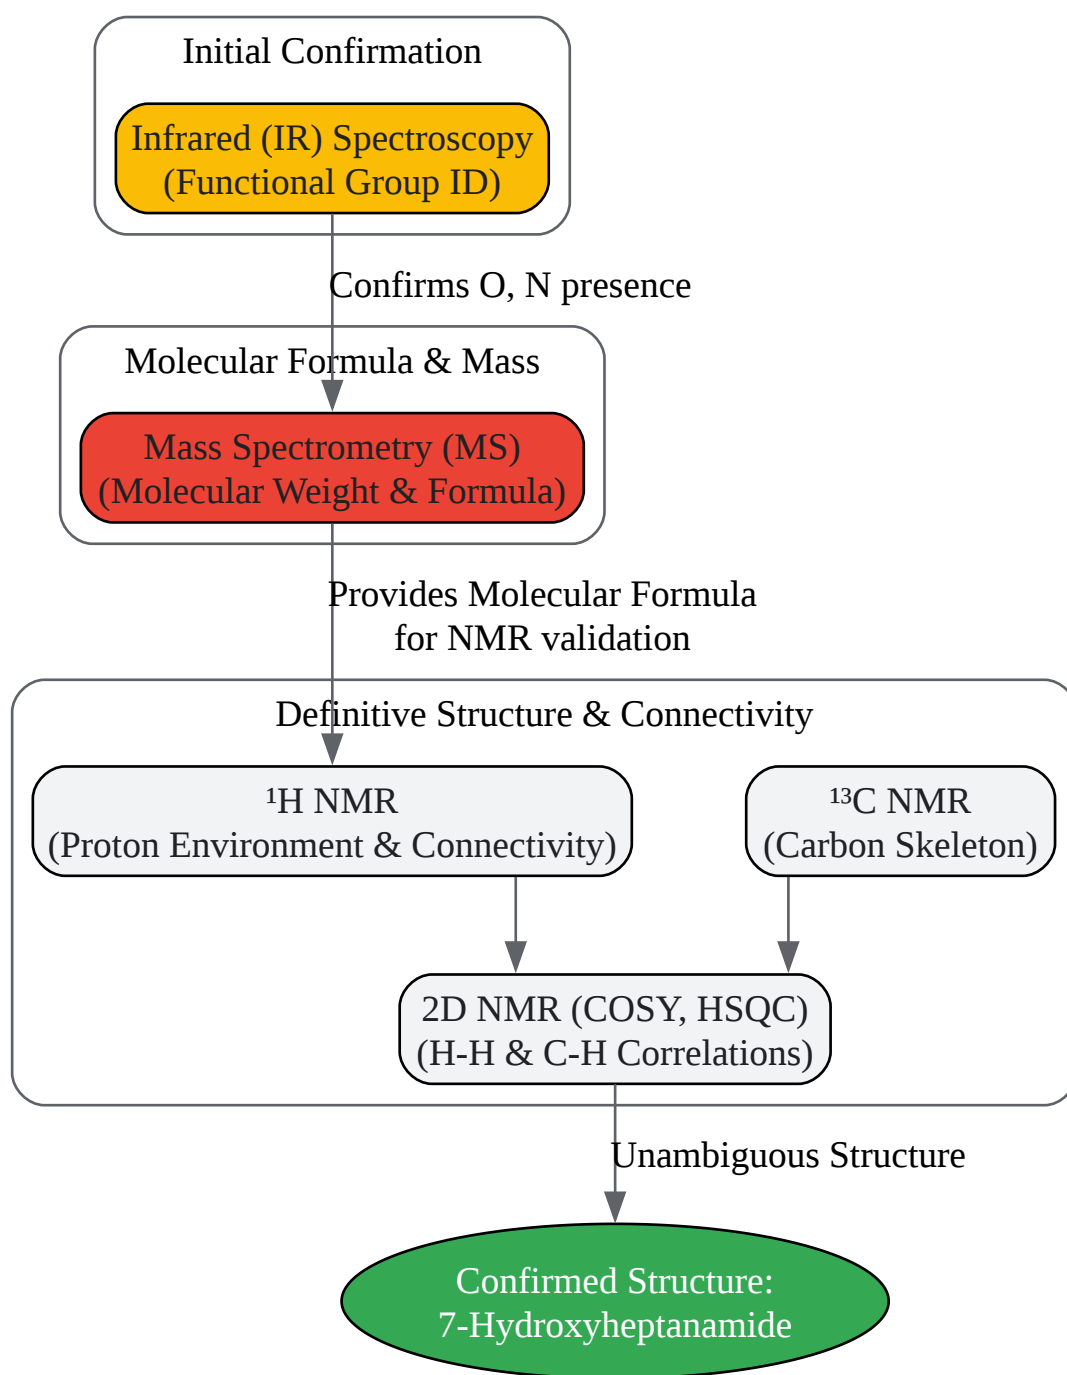 Initial Confirmation
Infrared (IR) Spectroscopy
(Functional Group ID)
Confirms O, N presence
Molecular Formula & Mass
Mass Spectrometry (MS)
(Molecular Weight & Formula)
Provides Molecular Formula
for NMR validation
Definitive Structure & Connectivity
¹H NMR
(Proton Environment & Connectivity)
¹³C NMR
(Carbon Skeleton)
2D NMR (COSY, HSQC)
(H-H & C-H Correlations)
Unambiguous Structure
Confirmed Structure:
7-Hydroxyheptanamide